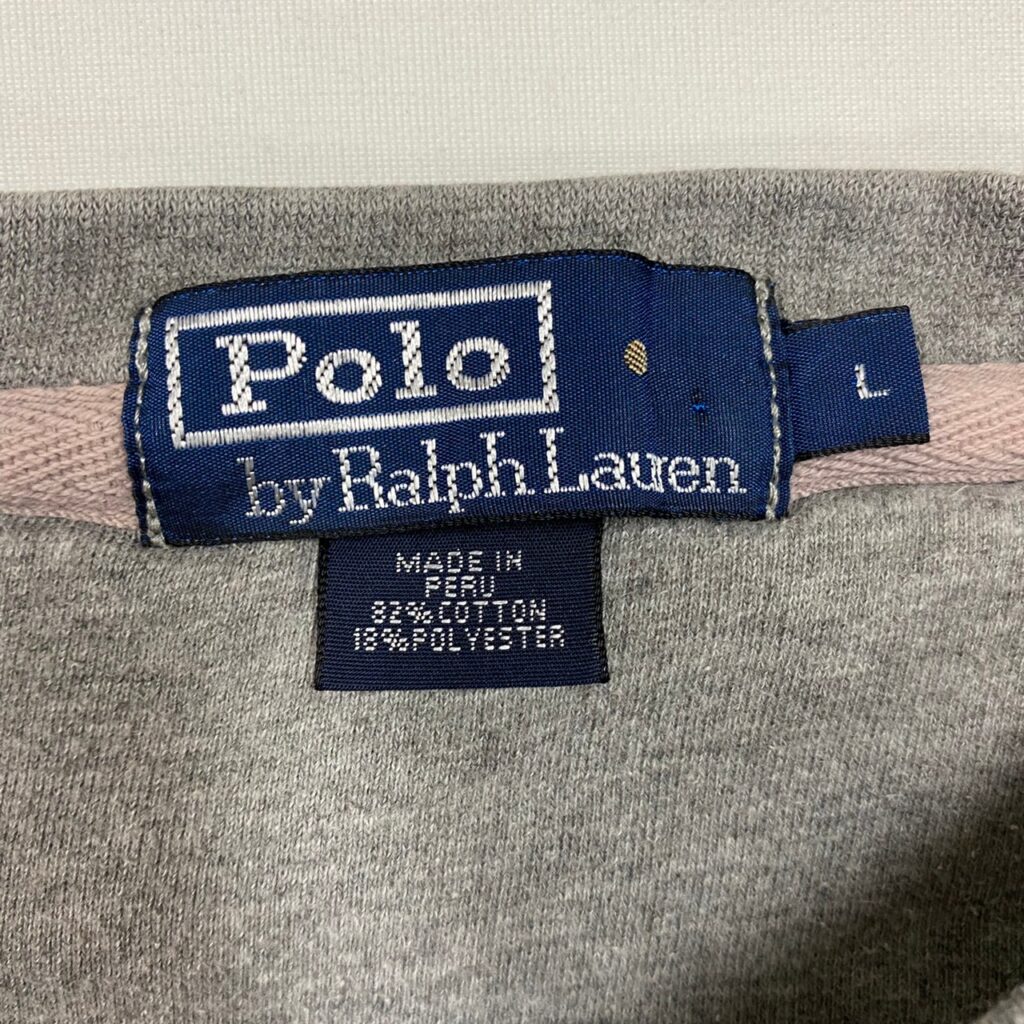 Polo
by Ralph Lauren
L
MADE IN
PERU
82% COTTON
18% POLYESTER